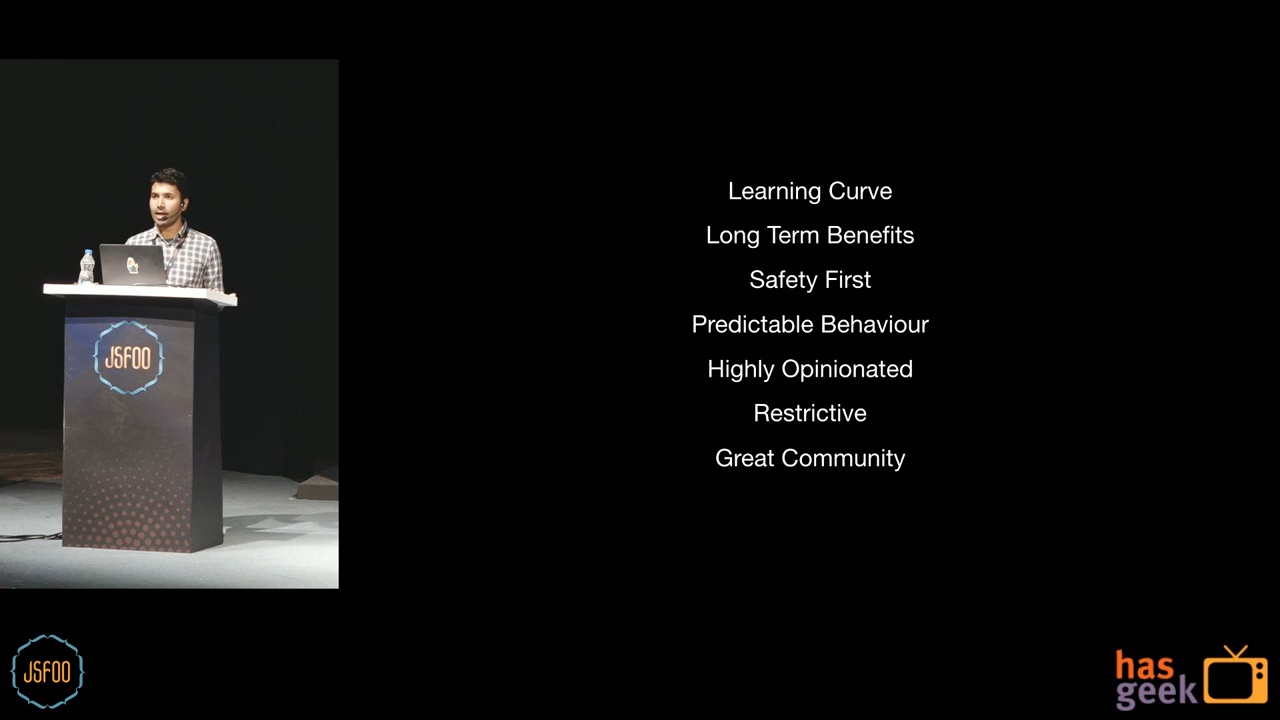 Learning Curve
Long Term Benefits
Safety First
Predictable Behaviour
Highly Opinionated
Restrictive
Great Community
JSFOO
JSFOO
has
geek